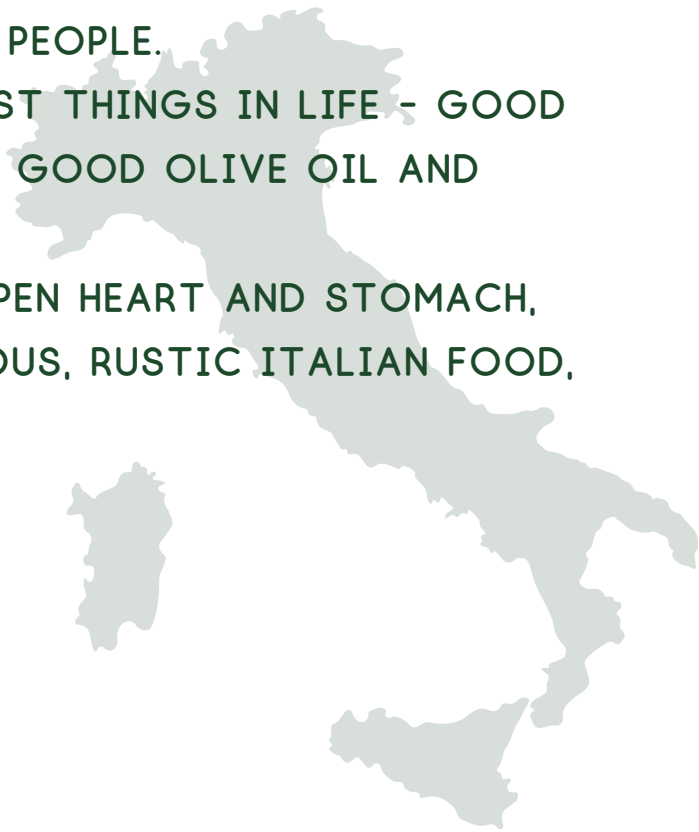 PEOPLE.
ST THINGS IN LIFE - GOOD
GOOD OLIVE OIL AND
PEN HEART AND STOMACH,
OUS, RUSTIC ITALIAN FOOD,